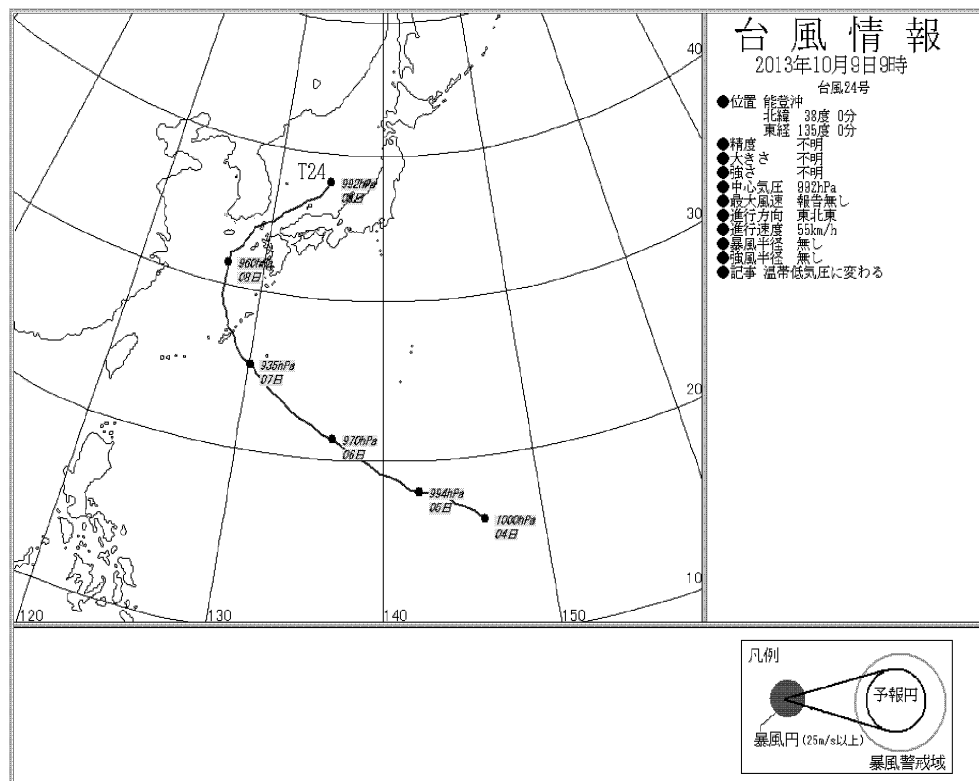 台風情報
2013年10月9日9時
台風24号
●位置 能登沖
北緯 38度 0分
東経 135度 0分
●精度 不明
●大きさ 不明
●強さ 不明
●中心気圧 992hPa
●最大風速 報告無し
●進行方向 東北東
●進行速度 55km/h
●暴風半径 無し
●強風半径 無し
●記事 温帯低気圧に変わる
40
30
20
10
T24
992hPa
09日
960hPa
08日
935hPa
07日
970hPa
06日
994hPa
05日
1000hPa
04日
120
130
140
150
凡例
予報円
暴風円(25m/s以上)
暴風警戒域